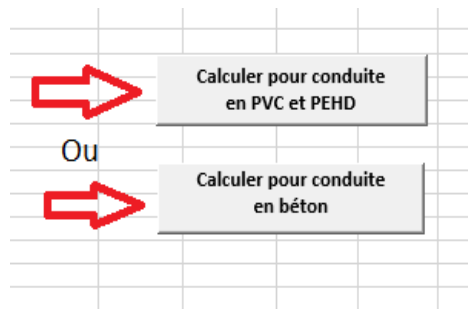 Calculer pour conduite
en PVC et PEHD
Ou
Calculer pour conduite
en béton